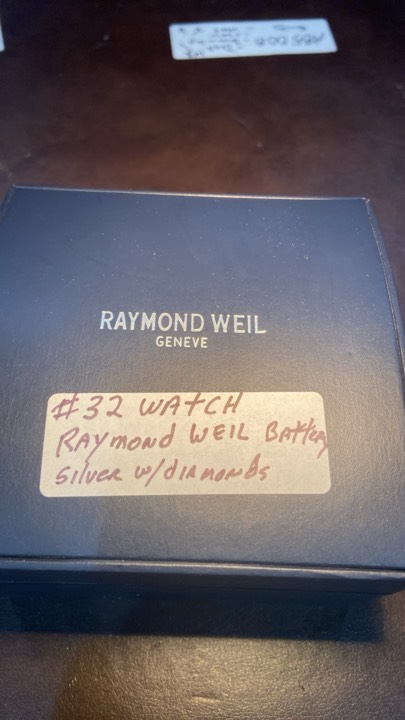 RAYMOND WEIL
GENEVE
#32 WATCH
RAYMOND WEIL BATTERY
SILVER W/DIAMONDS